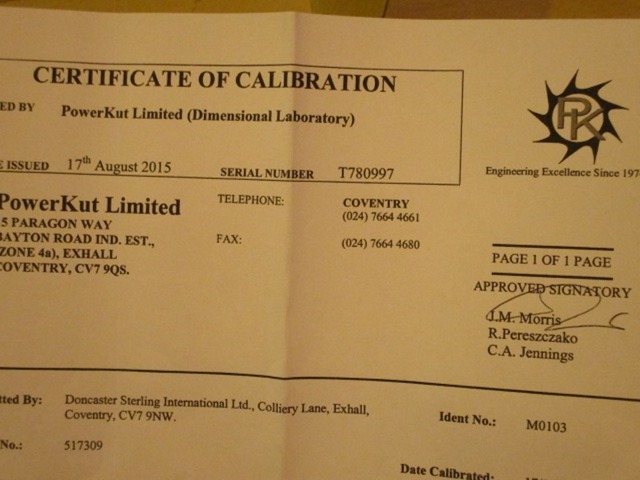 CERTIFICATE OF CALIBRATION
ED BY PowerKut Limited (Dimensional Laboratory)
E ISSUED 17th August 2015 SERIAL NUMBER T780997
PK
Engineering Excellence Since 197
PowerKut Limited
5 PARAGON WAY
BAYTON ROAD IND. EST.,
ZONE 4a), EXHALL
COVENTRY, CV7 9QS.
TELEPHONE: COVENTRY
(024) 7664 4661
FAX: (024) 7664 4680
PAGE 1 OF 1 PAGE
APPROVED SIGNATORY
J.M. Morris
R.Pereszczako
C.A. Jennings
tted By: Doncaster Sterling International Ltd., Colliery Lane, Exhall,
Coventry, CV7 9NW.
Ident No.: M0103
No.: 517309
Date Calibrated: